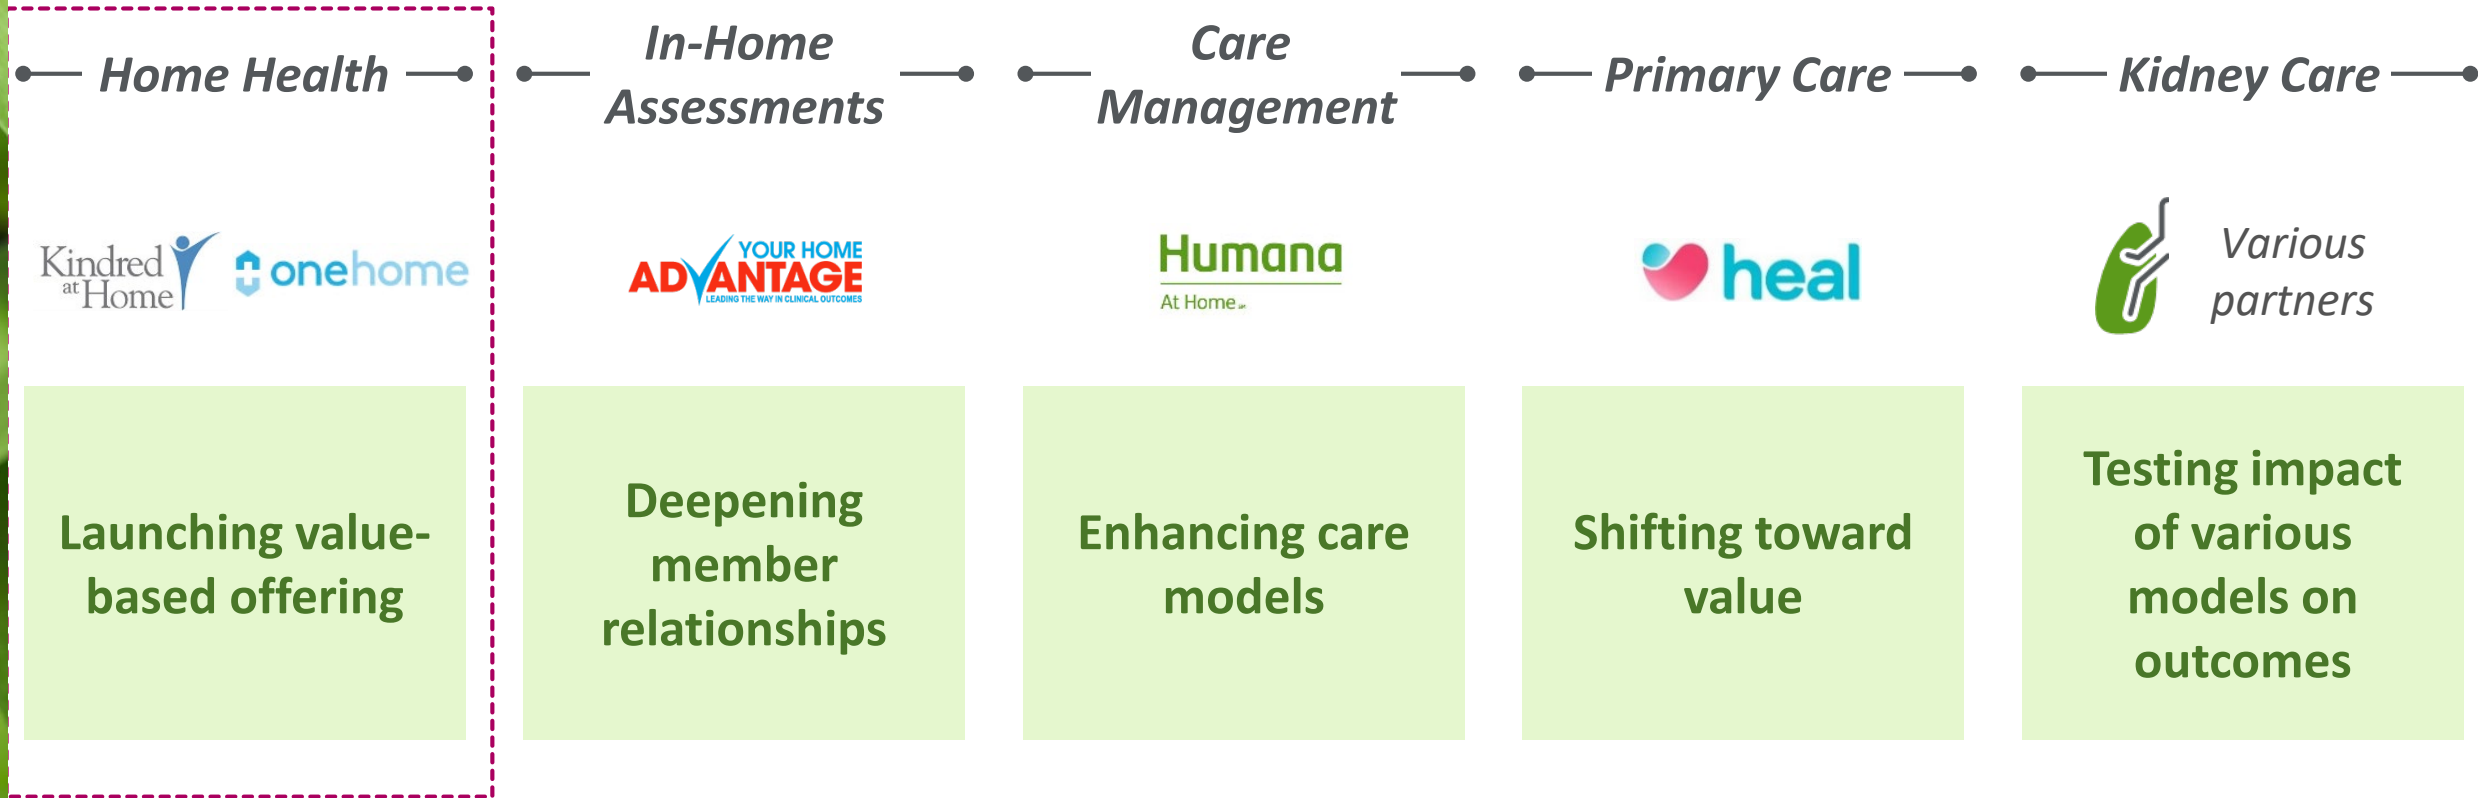 Home Health
In-Home
Assessments
Care
Management
Primary Care
Kidney Care
Kindred
at Home
onehome
YOUR HOME
ADVANTAGE
LEADING THE WAY IN CLINICAL OUTCOMES
Humana
At Home
heal
Various
partners
Launching value-
based offering
Deepening
member
relationships
Enhancing care
models
Shifting toward
value
Testing impact
of various
models on
outcomes